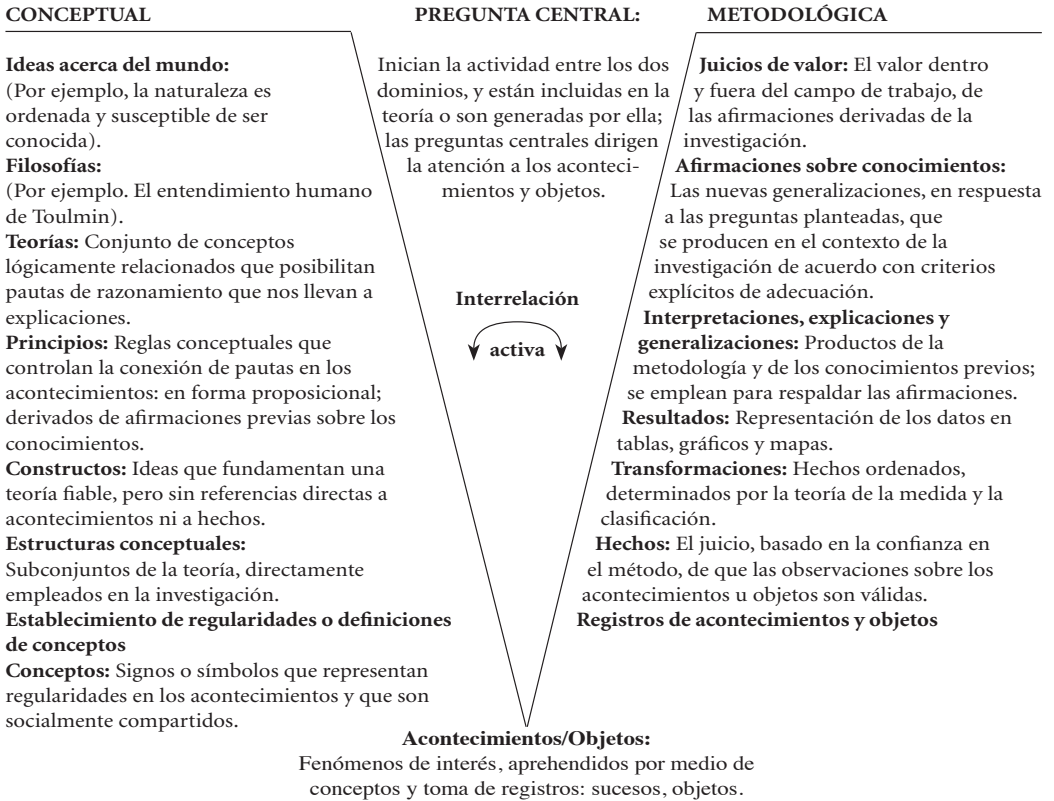 CONCEPTUAL
Ideas acerca del mundo:
(Por ejemplo, la naturaleza es
ordenada y susceptible de ser
conocida).
Filosofías:
(Por ejemplo. El entendimiento humano
de Toulmin).
Teorías: Conjunto de conceptos
lógicamente relacionados que posibilitan
pautas de razonamiento que nos llevan a
explicaciones.
Principios: Reglas conceptuales que
controlan la conexión de pautas en los
acontecimientos: en forma proposicional;
derivados de afirmaciones previas sobre los
conocimientos.
Constructos: Ideas que fundamentan una
teoría fiable, pero sin referencias directas a
acontecimientos ni a hechos.
Estructuras conceptuales:
Subconjuntos de la teoría, directamente
empleados en la investigación.
Establecimiento de regularidades o definiciones
de conceptos
Conceptos: Signos o símbolos que representan
regularidades en los acontecimientos y que son
socialmente compartidos.
PREGUNTA CENTRAL:
Inician la actividad entre los dos
dominios, y están incluidas en la
teoría o son generadas por ella;
las preguntas centrales dirigen
la atención a los aconteci-
mientos y objetos.
Interrelación
activa
METODOLÓGICA
Juicios de valor: El valor dentro
y fuera del campo de trabajo, de
las afirmaciones derivadas de la
investigación.
Afirmaciones sobre conocimientos:
Las nuevas generalizaciones, en respuesta
a las preguntas planteadas, que
se producen en el contexto de la
investigación de acuerdo con criterios
explícitos de adecuación.
Interpretaciones, explicaciones y
generalizaciones: Productos de la
metodología y de los conocimientos previos;
se emplean para respaldar las afirmaciones.
Resultados: Representación de los datos en
tablas, gráficos y mapas.
Transformaciones: Hechos ordenados,
determinados por la teoría de la medida y la
clasificación.
Hechos: El juicio, basado en la confianza en
el método, de que las observaciones sobre los
acontecimientos u objetos son válidas.
Registros de acontecimientos y objetos
Acontecimientos/Objetos:
Fenómenos de interés, aprehendidos por medio de
conceptos y toma de registros: sucesos, objetos.